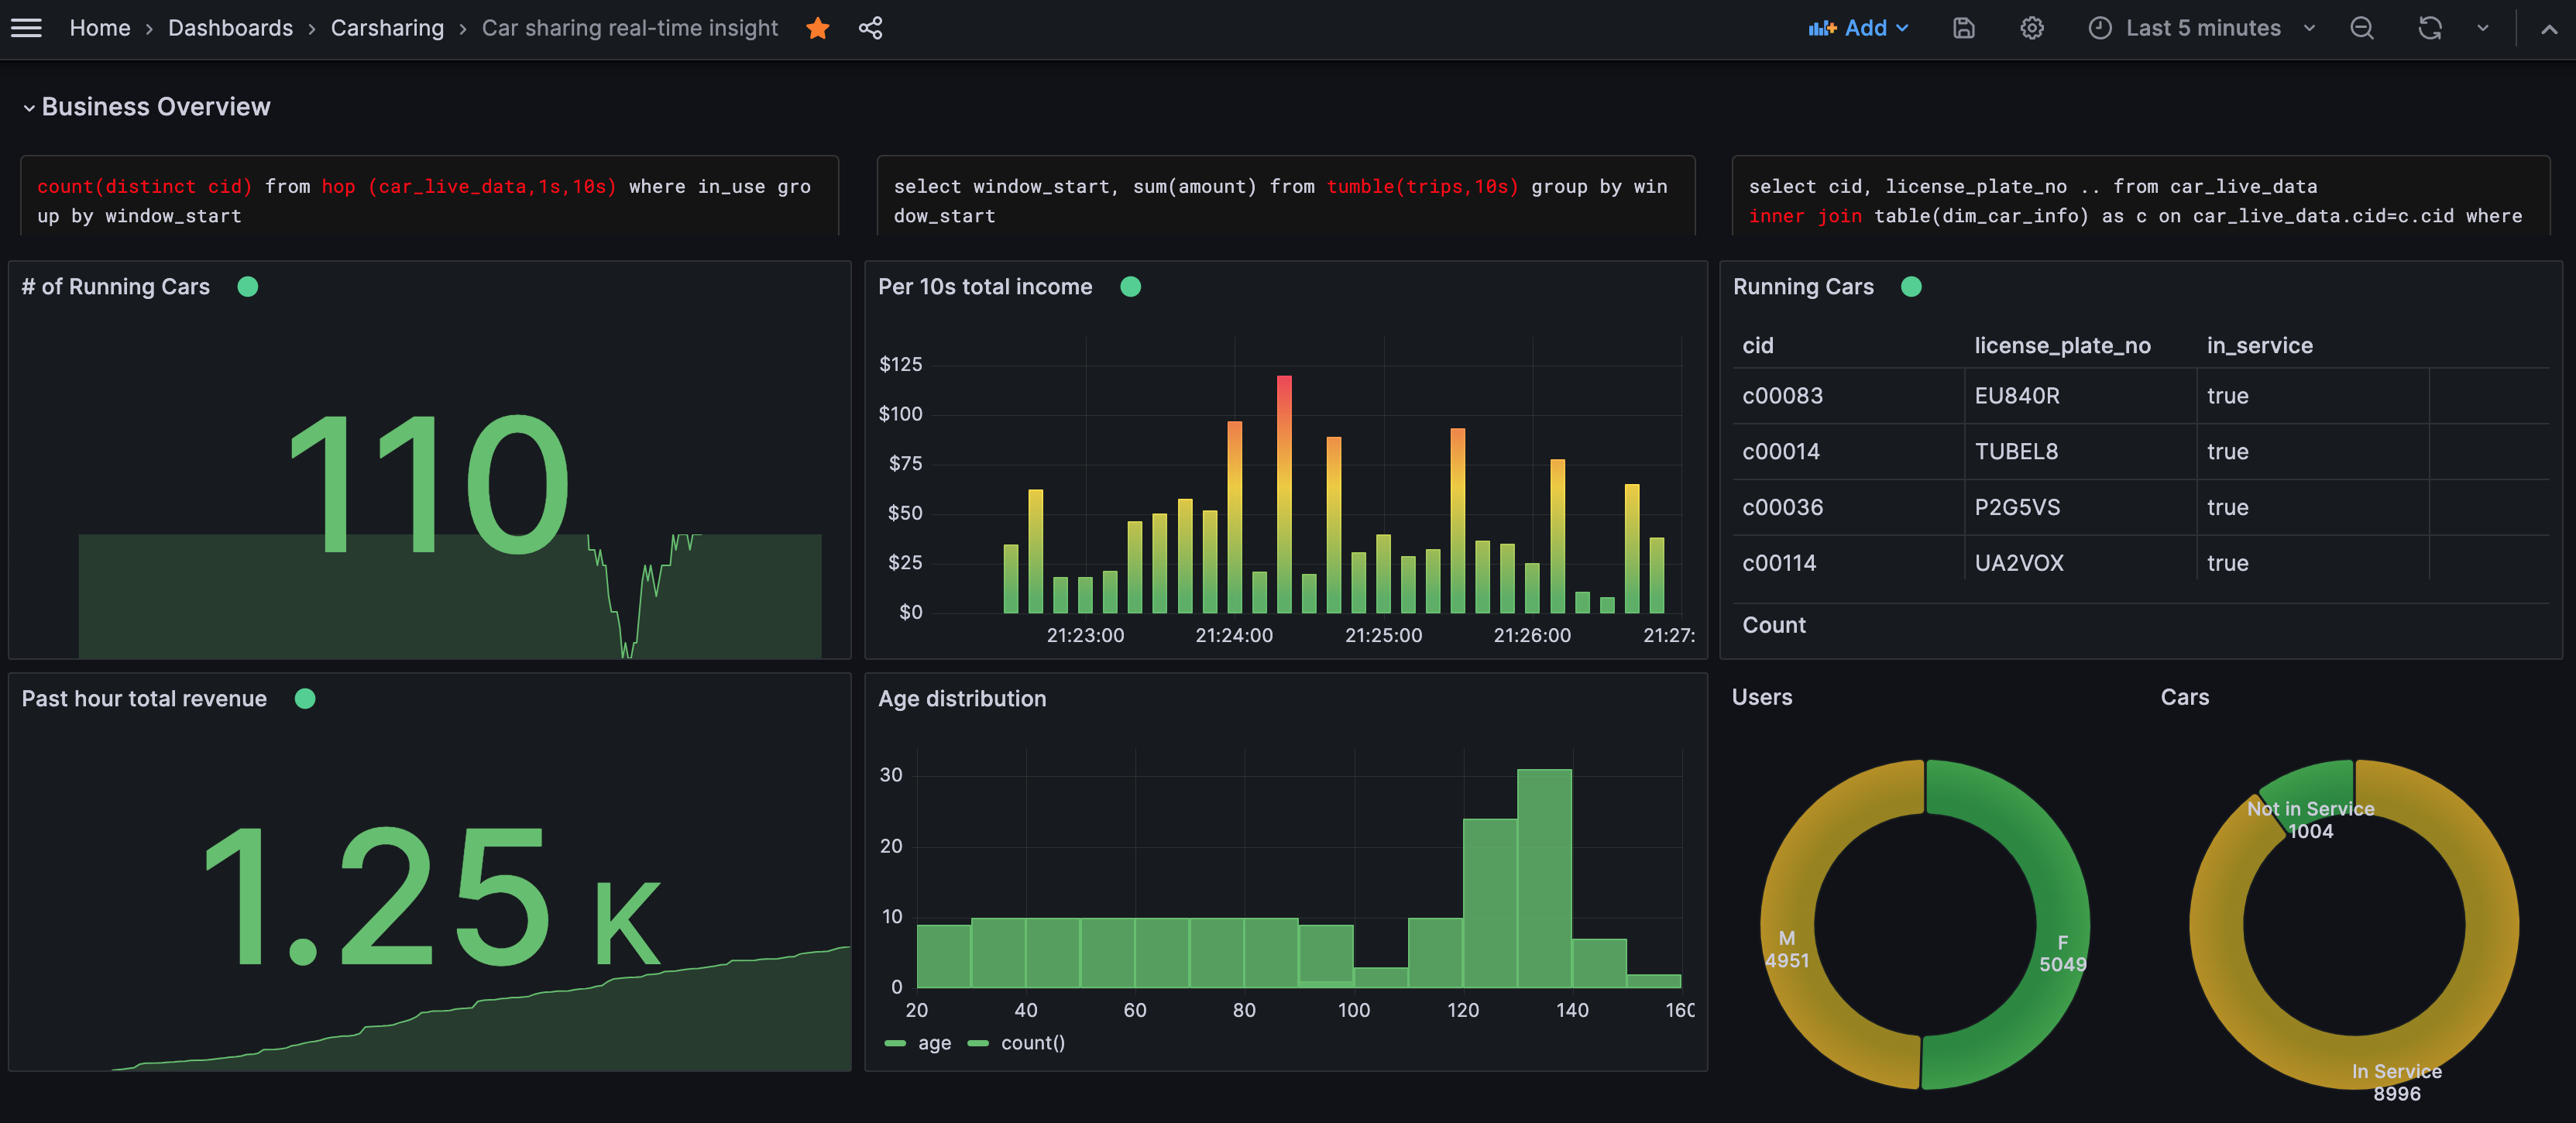 Home › Dashboards › Carsharing › Car sharing real-time insight
Add
Last 5 minutes
Business Overview
count(distinct cid) from hop (car_live_data,1s,10s) where in_use gro
up by window_start
select window_start, sum(amount) from tumble(trips,10s) group by win
dow_start
select cid, license_plate_no .. from car_live_data
inner join table(dim_car_info) as c on car_live_data.cid=c.cid where
# of Running Cars
110
Per 10s total income
$125
$100
$75
$50
$25
$0
21:23:00 21:24:00 21:25:00 21:26:00 21:27:
Running Cars
cid license_plate_no in_service
c00083 EU840R true
c00014 TUBEL8 true
c00036 P2G5VS true
c00114 UA2VOX true
Count
Past hour total revenue
1.25 K
Age distribution
30
20
10
0
20 40 60 80 100 120 140 160
age count()
Users
M
4951
F
5049
Cars
Not in Service
1004
In Service
8996